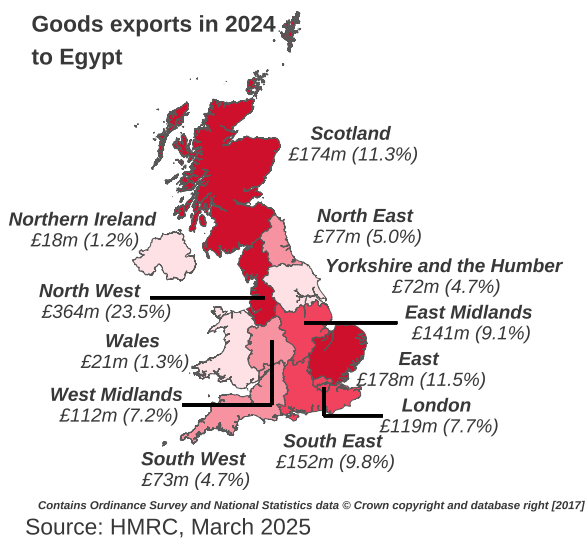 Goods exports in 2024
to Egypt
Scotland
£174m (11.3%)
Northern Ireland
£18m (1.2%)
North East
£77m (5.0%)
Yorkshire and the Humber
£72m (4.7%)
North West
£364m (23.5%)
East Midlands
£141m (9.1%)
Wales
£21m (1.3%)
East
£178m (11.5%)
West Midlands
£112m (7.2%)
London
£119m (7.7%)
South East
£152m (9.8%)
South West
£73m (4.7%)
Contains Ordinance Survey and National Statistics data © Crown copyright and database right [2017]
Source: HMRC, March 2025